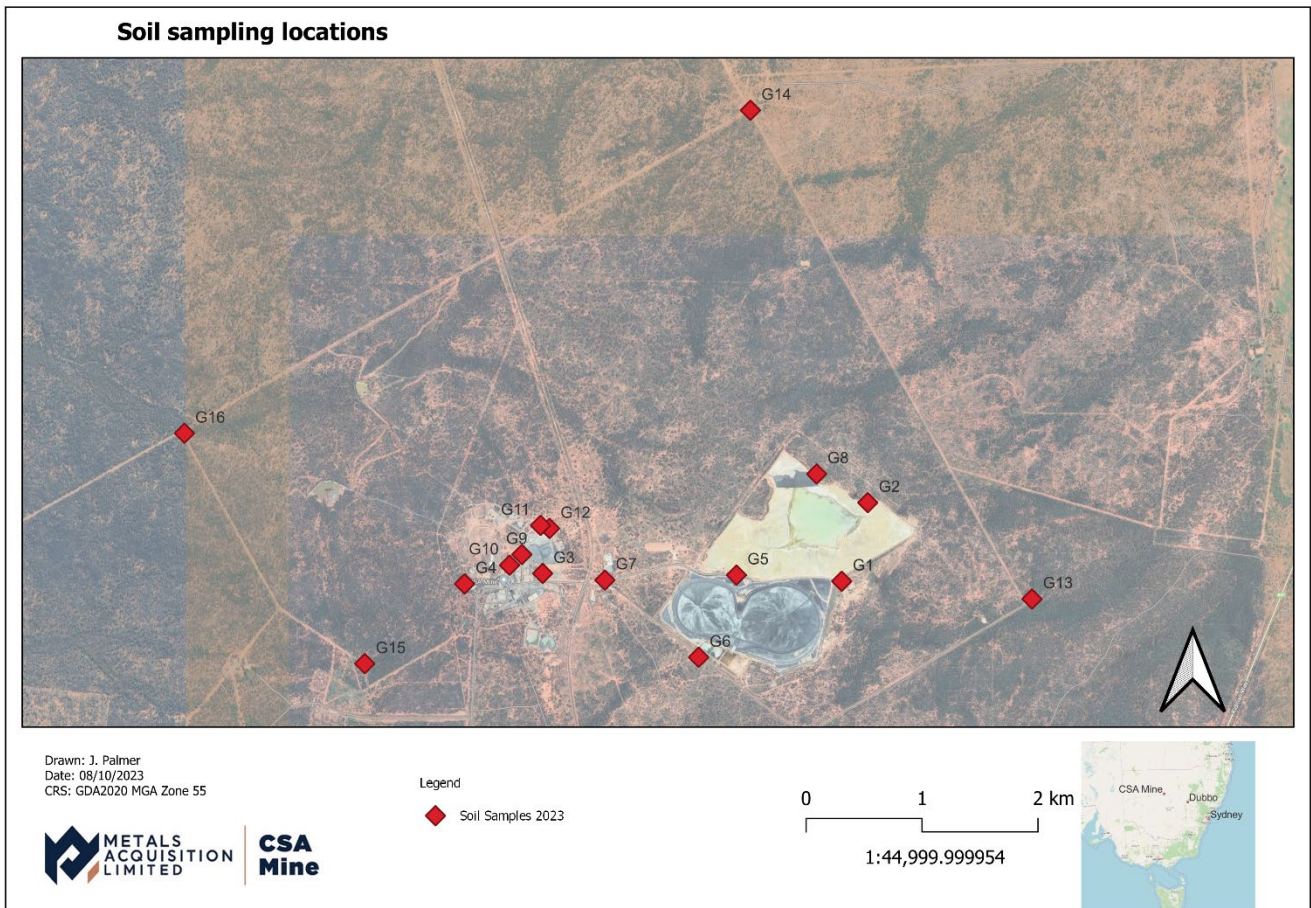 Soil sampling locations
G14
G16
G8
G2
G11
G12
G9
G10
G3
G4
G7
G5
G1
G13
G6
G15
Drawn: J. Palmer
Date: 08/10/2023
CRS: GDA2020 MGA Zone 55
METALS
ACQUISITION
LIMITED
CSA
Mine
Legend
Soil Samples 2023
0 1 2 km
1:44,999.999954
CSA Mine
Dubbo
Sydney